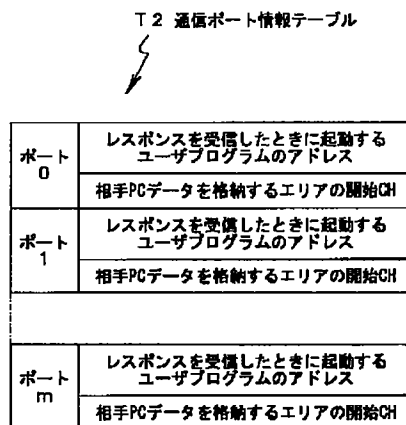 T2 通信ポート情報テーブル
ポート
0
レスポンスを受信したときに起動する
ユーザプログラムのアドレス
相手PCデータを格納するエリアの開始CH
ポート
1
レスポンスを受信したときに起動する
ユーザプログラムのアドレス
相手PCデータを格納するエリアの開始CH
ポート
m
レスポンスを受信したときに起動する
ユーザプログラムのアドレス
相手PCデータを格納するエリアの開始CH